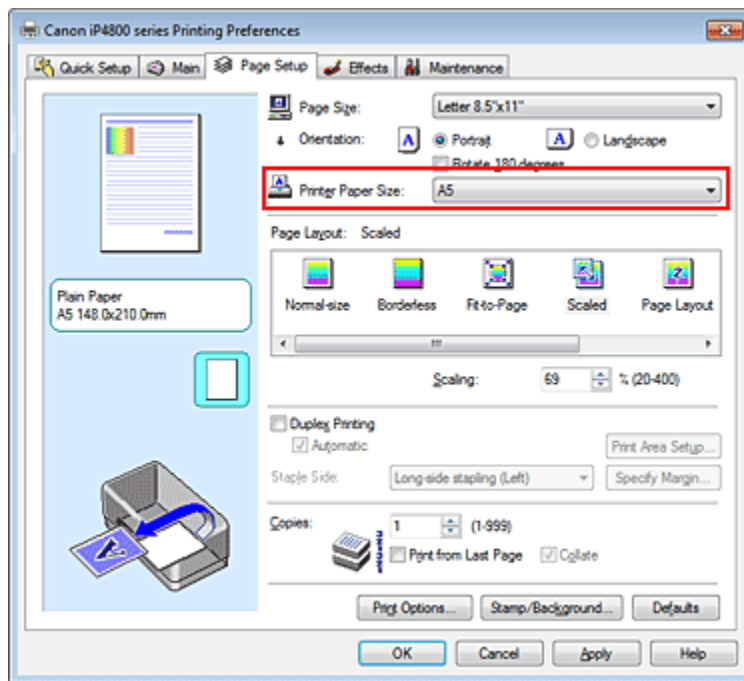 Canon iP4800 series Printing Preferences
Quick Setup Main Page Setup Effects Maintenance
Page Size: Letter 8.5"x11"
Orientation: A Portrait A Landscape
Rotate 180 degrees
Printer Paper Size: A5
Page Layout: Scaled
Normal-size Borderless Fit-to-Page Scaled Page Layout
Plain Paper
A5 148.0x210.0mm
Scaling: 69 % (20-400)
Duplex Printing
Automatic Print Area Setup...
Staple Side: Long-side stapling (Left) Specify Margin...
Copies: 1 (1-999)
Print from Last Page Collate
Print Options... Stamp/Background... Defaults
OK Cancel Apply Help